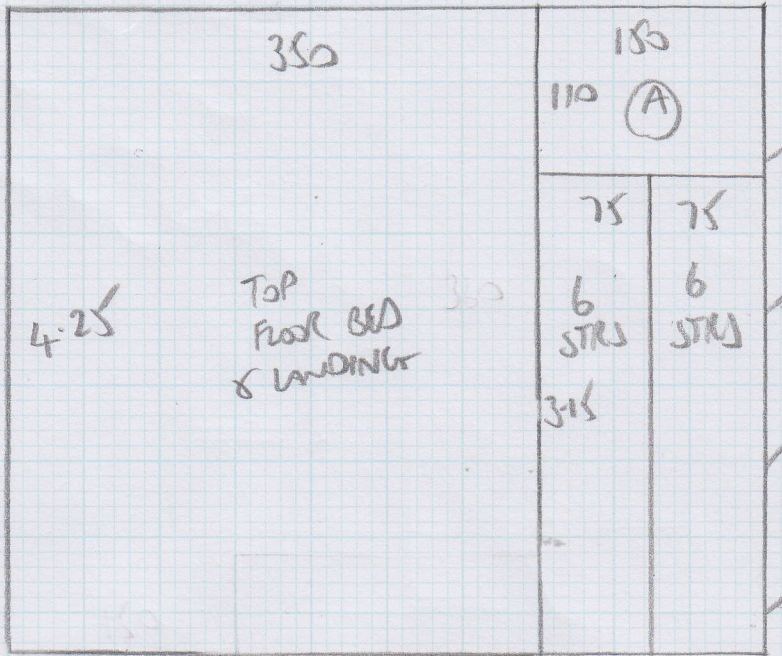 350
4.25
TOP
FLOOR BED
& LANDING
150
110 A
75
6
STRS
3.15
75
6
STRS